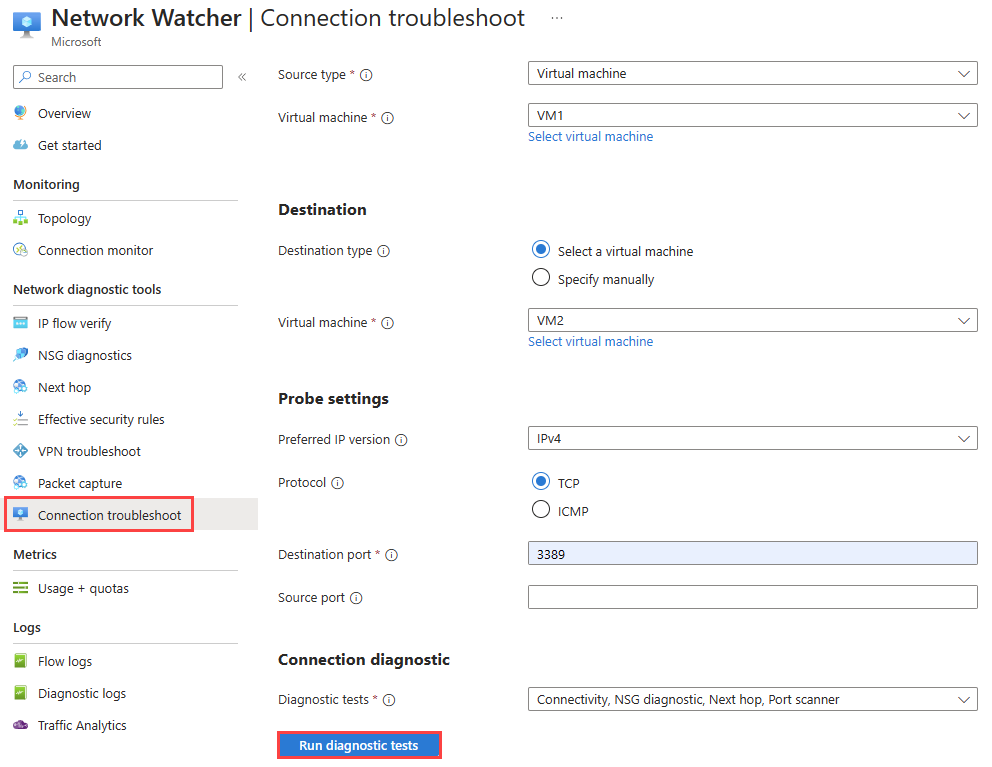 Network Watcher | Connection troubleshoot ...
Microsoft
Search «
Overview
Get started
Monitoring
Topology
Connection monitor
Network diagnostic tools
IP flow verify
NSG diagnostics
Next hop
Effective security rules
VPN troubleshoot
Packet capture
Connection troubleshoot
Metrics
Usage + quotas
Logs
Flow logs
Diagnostic logs
Traffic Analytics
Source type * Virtual machine
Virtual machine * VM1
Select virtual machine
Destination
Destination type Select a virtual machine
Specify manually
Virtual machine * VM2
Select virtual machine
Probe settings
Preferred IP version IPv4
Protocol TCP
ICMP
Destination port * 3389
Source port
Connection diagnostic
Diagnostic tests * Connectivity, NSG diagnostic, Next hop, Port scanner
Run diagnostic tests